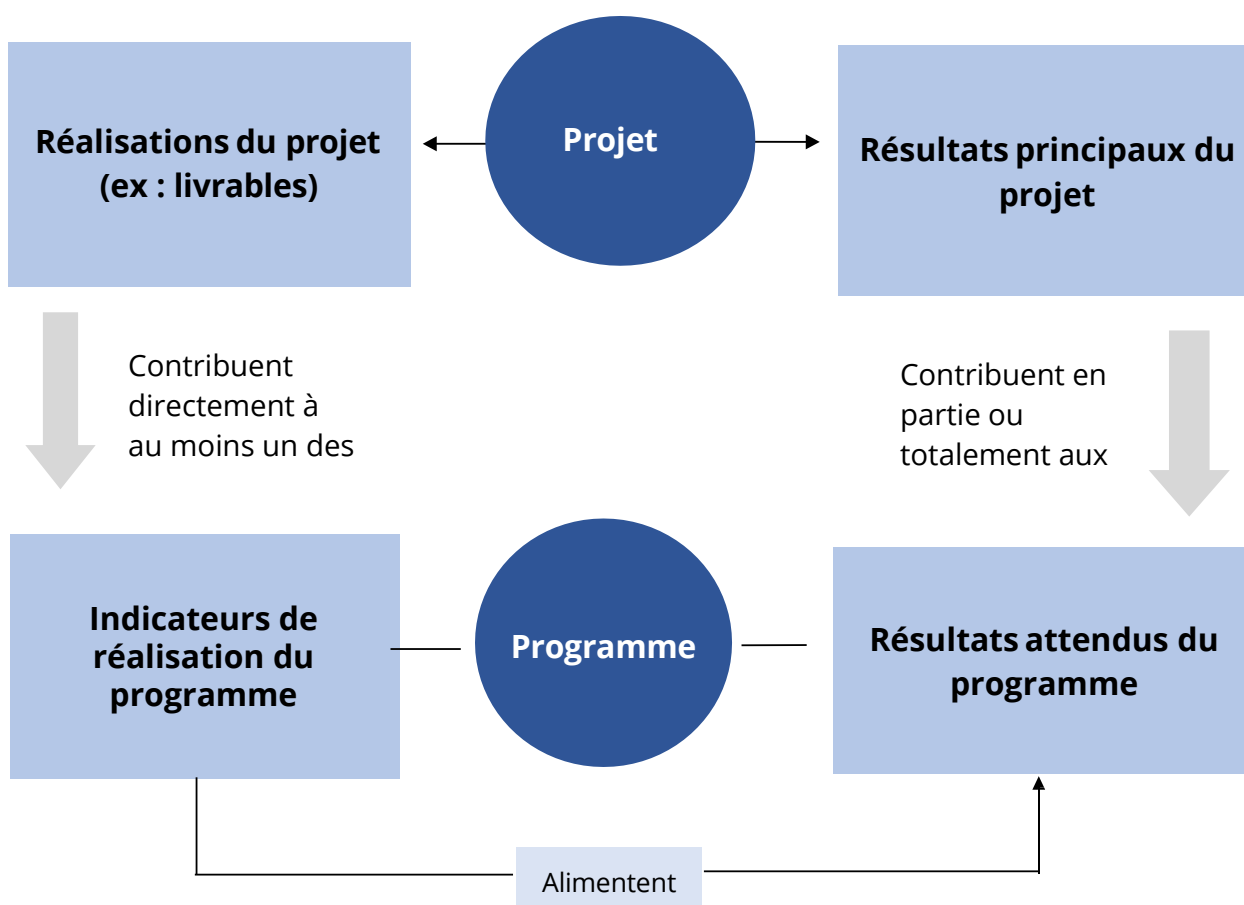 Réalisations du projet
(ex : livrables)
Projet
Résultats principaux du
projet
Contribuent
directement à
au moins un des
Contribuent en
partie ou
totalement aux
Indicateurs de
réalisation du
programme
Programme
Résultats attendus du
programme
Alimentent